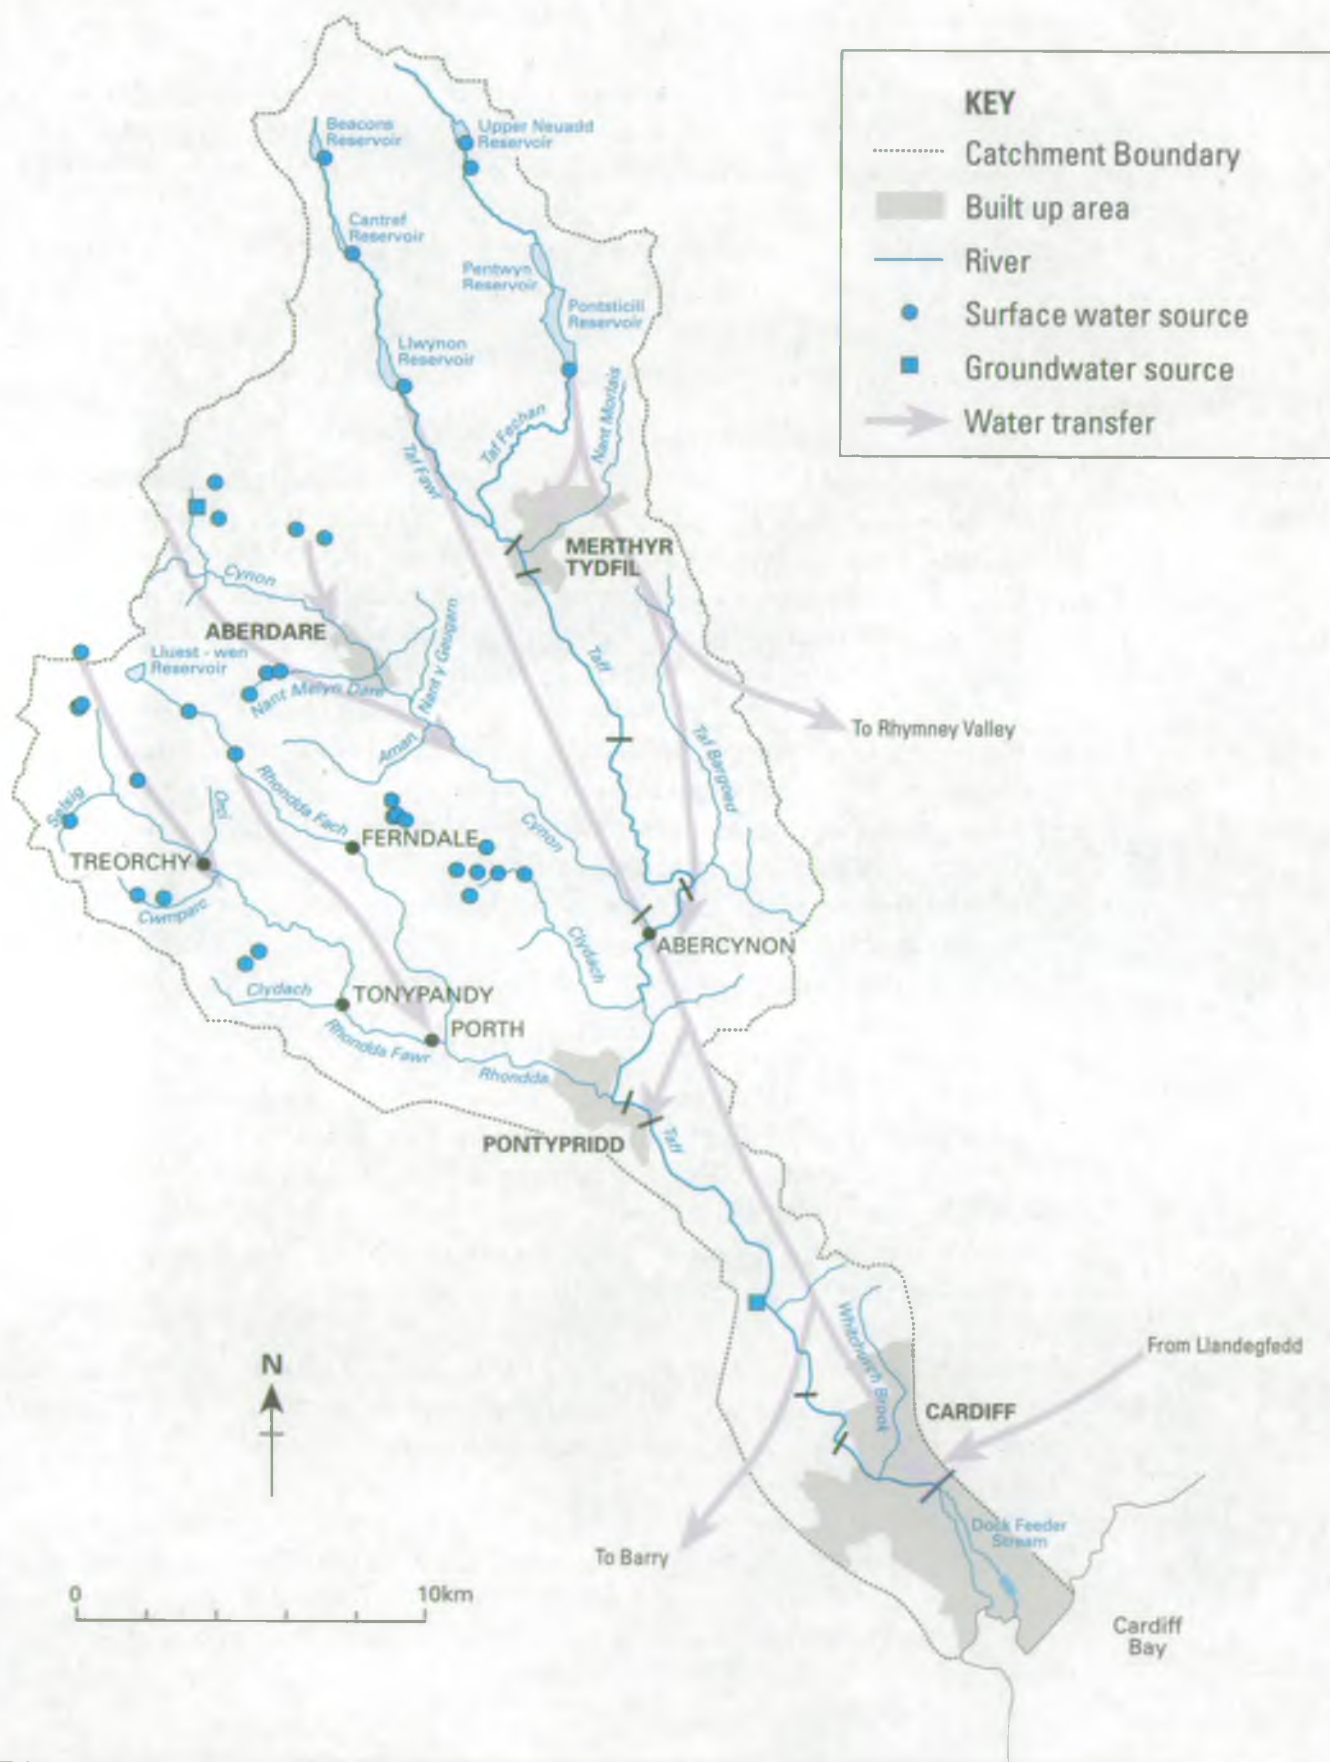 KEY
Catchment Boundary
Built up area
River
Surface water source
Groundwater source
Water transfer
Beacons
Reservoir
Upper Neuadd
Reservoir
Cantref
Reservoir
Pentwyn
Reservoir
Pontsticill
Reservoir
Llwynon
Reservoir
Taf Fechan
Nant Morlais
Taf Fawr
MERTHYR
TYDFIL
Cynon
ABERDARE
Lluest - wen
Reservoir
Nant Melyn Dare
Nant y Geugarn
Taff
To Rhymney Valley
Aman
Taf Bargoed
Selsig
Orci
Rhondda Fach
FERNDALE
Cynon
TREORCHY
Cwmparc
Clydach
ABERCYNON
Clydach
TONYPANDY
PORTH
Rhondda Fawr
Rhondda
PONTYPRIDD
Taff
Whitchurch Brook
From Llandegfedd
N
CARDIFF
Dock Feeder
Stream
To Barry
0
10km
Cardiff
Bay